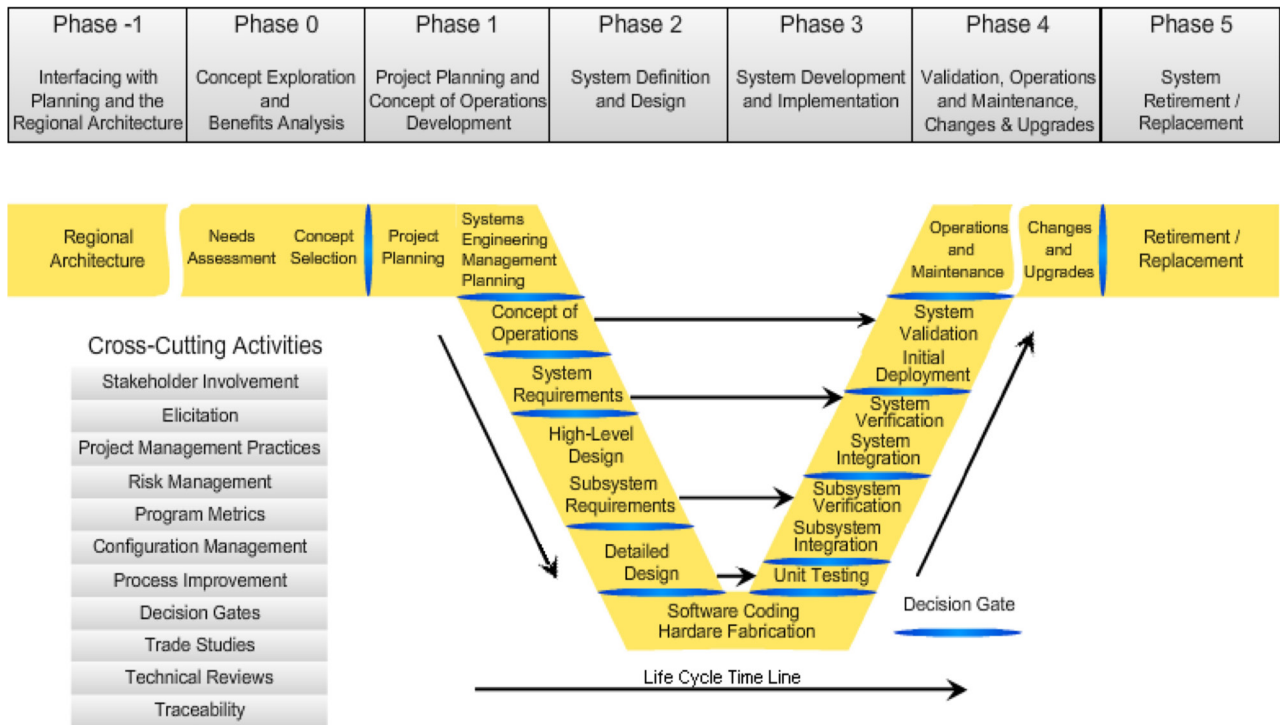 Phase -1
Interfacing with
Planning and the
Regional Architecture
Phase 0
Concept Exploration
and
Benefits Analysis
Phase 1
Project Planning and
Concept of Operations
Development
Phase 2
System Definition
and Design
Phase 3
System Development
and Implementation
Phase 4
Validation, Operations
and Maintenance,
Changes & Upgrades
Phase 5
System
Retirement /
Replacement
Regional
Architecture
Needs
Assessment
Concept
Selection
Project
Planning
Systems
Engineering
Management
Planning
Operations
and
Maintenance
Changes
and
Upgrades
Retirement /
Replacement
Concept of
Operations
System
Requirements
High-Level
Design
Subsystem
Requirements
Detailed
Design
Software Coding
Hardare Fabrication
Unit Testing
Subsystem
Integration
Subsystem
Verification
System
Integration
System
Verification
Initial
Deployment
System
Validation
Cross-Cutting Activities
Stakeholder Involvement
Elicitation
Project Management Practices
Risk Management
Program Metrics
Configuration Management
Process Improvement
Decision Gates
Trade Studies
Technical Reviews
Traceability
Decision Gate
Life Cycle Time Line